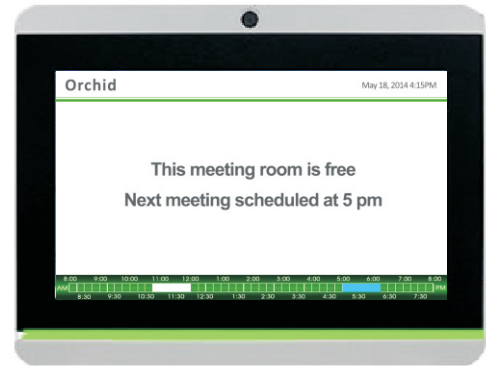 Orchid
May 18, 2014 4:15PM
This meeting room is free
Next meeting scheduled at 5 pm
8:00 9:00 10:00 11:00 12:00 1:00 2:00 3:00 4:00 5:00 6:00 7:00 8:00
AM PM
8:30 9:30 10:30 11:30 12:30 1:30 2:30 3:30 4:30 5:30 6:30 7:30